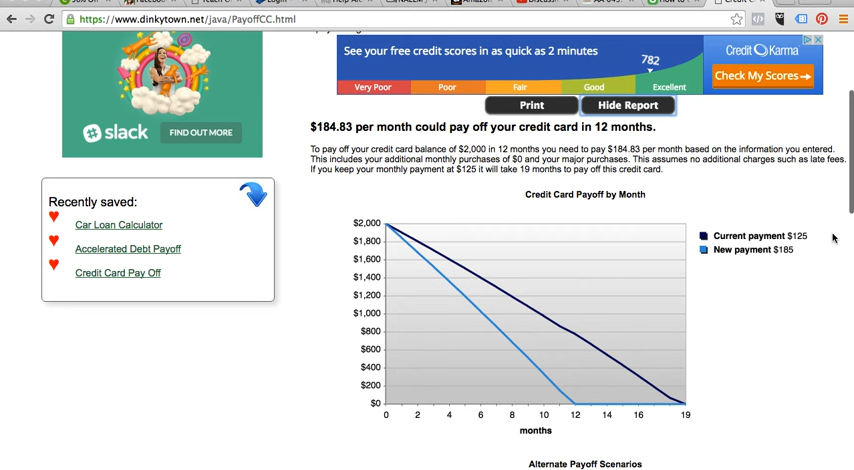 https://www.dinkytown.net/java/PayoffCC.html
See your free credit scores in as quick as 2 minutes
782
Very Poor
Poor
Fair
Good
Excellent
Credit Karma
Check My Scores→
slack
FIND OUT MORE
Print
Hide Report
$184.83 per month could pay off your credit card in 12 months.
To pay off your credit card balance of $2,000 in 12 months you need to pay $184.83 per month based on the information you entered.
This includes your additional monthly purchases of $0 and your major purchases. This assumes no additional charges such as late fees.
If you keep your monthly payment at $125 it will take 19 months to pay off this credit card.
Recently saved:
Car Loan Calculator
Accelerated Debt Payoff
Credit Card Pay Off
Credit Card Payoff by Month
$2,000
$1,800
$1,600
$1,400
$1,200
$1,000
$800
$600
$400
$200
$0
0 2 4 6 8 10 12 14 16 19
months
Current payment $125
New payment $185
Alternate Payoff Scenarios